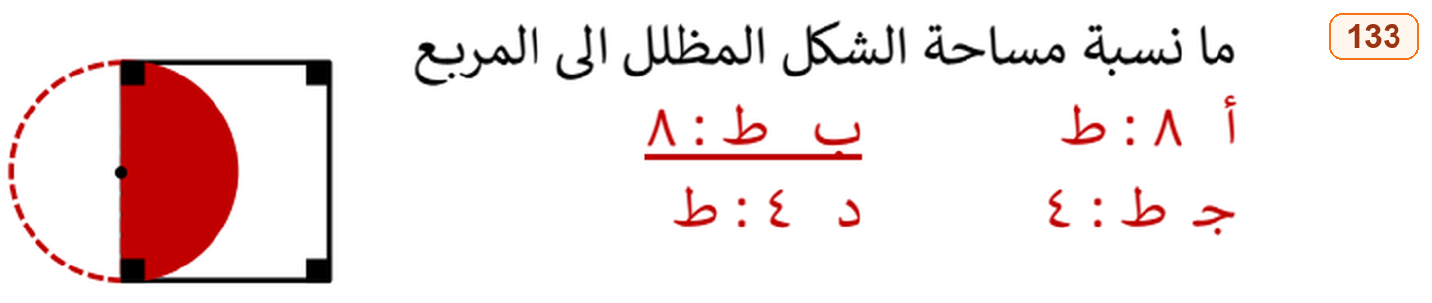 133
ما نسبة مساحة الشكل المظلل الى المربع
أ ٨ : ط
ب ط : ٨
جـ ط : ٤
د ٤ : ط